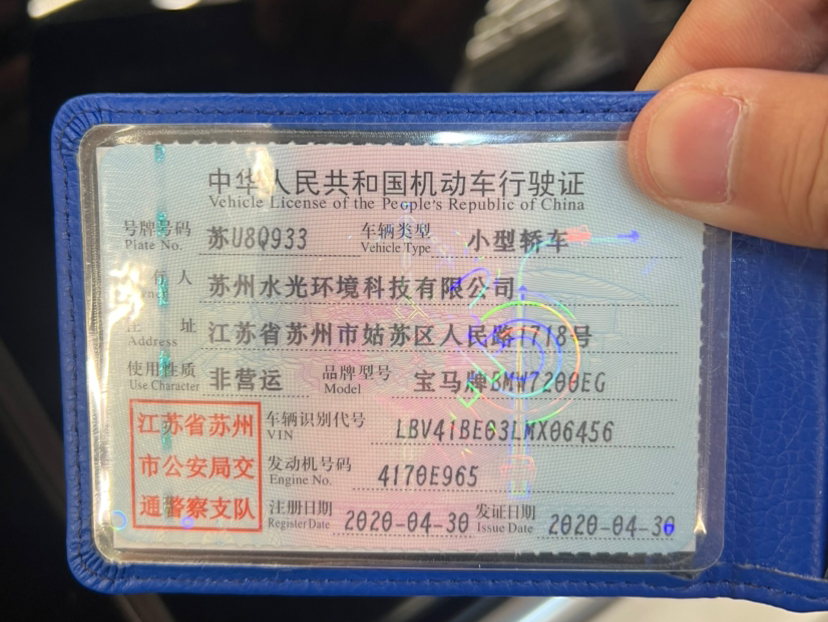 中华人民共和国机动车行驶证
Vehicle License of the People's Republic of China
号牌号码 苏U8Q933 车辆类型 小型轿车
Plate No. Vehicle Type
行 人 苏州水光环境科技有限公司
住 址 江苏省苏州市姑苏区人民路1718号
Address
使用性质 非营运 品牌型号 宝马牌BMW7200EG
Use Character Model
江苏省苏州 车辆识别代号 LBV41BE03LMX06456
VIN
市公安局交 发动机号码 4170E965
Engine No.
通警察支队 注册日期 2020-04-30 发证日期 2020-04-30
Register Date Issue Date